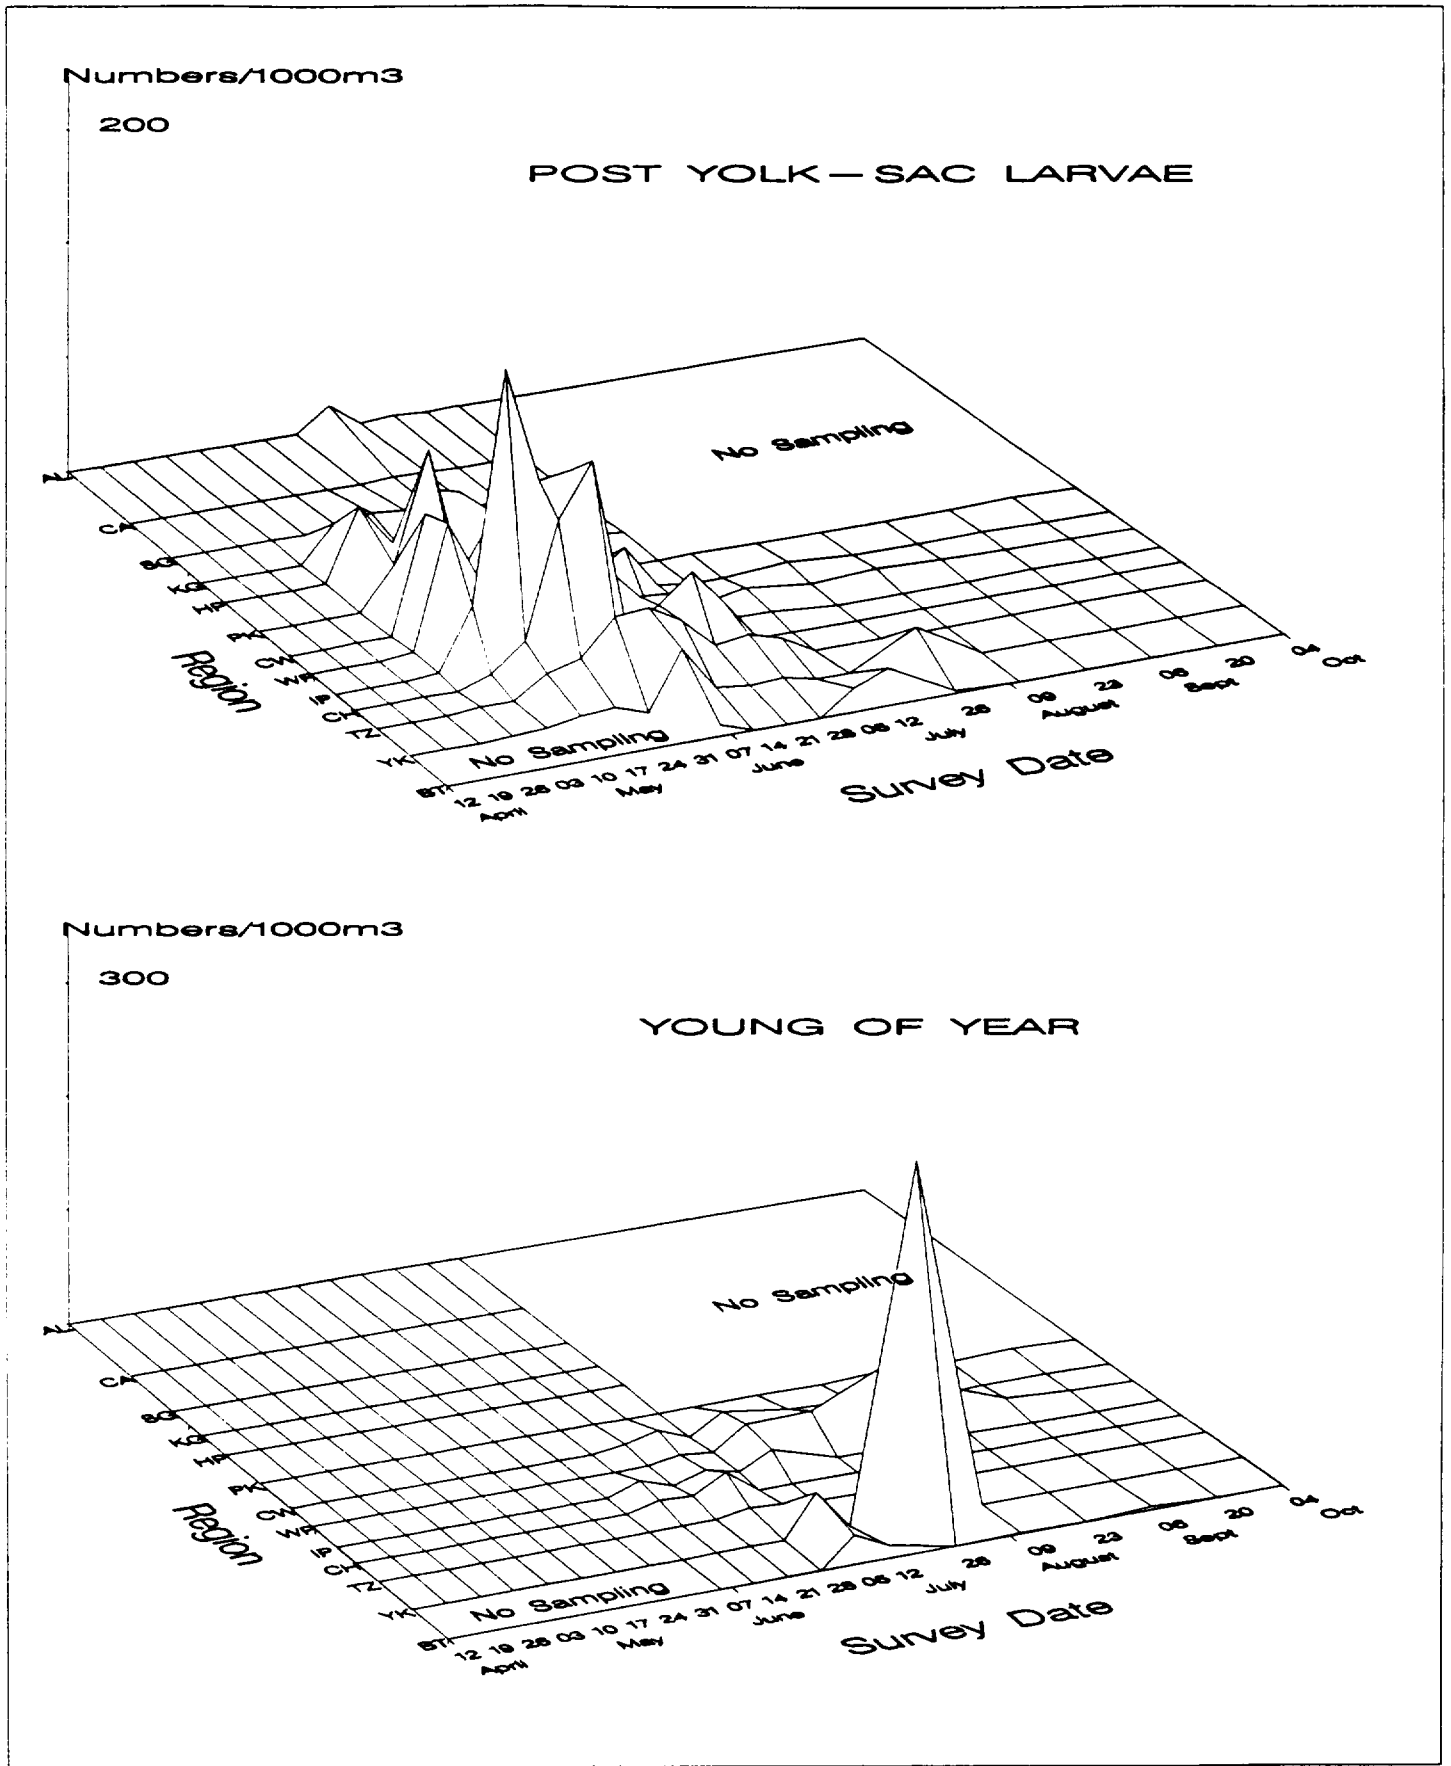 Numbers/1000m3
200
POST YOLK-SAC LARVAE
No Sampling
AL
CA
SG
KG
HP
PK
CW
WP
IP
CH
TZ
YK
BT
Region
No Sampling
12 19 26 03 10 17 24 31 07 14 21 28 06 12 26 09 23 06 20 04
April May June July August Sept Oct
Survey Date
Numbers/1000m3
300
YOUNG OF YEAR
No Sampling
AL
CA
SG
KG
HP
PK
CW
WP
IP
CH
TZ
YK
BT
Region
No Sampling
12 19 26 03 10 17 24 31 07 14 21 28 06 12 26 09 23 06 20 04
April May June July August Sept Oct
Survey Date